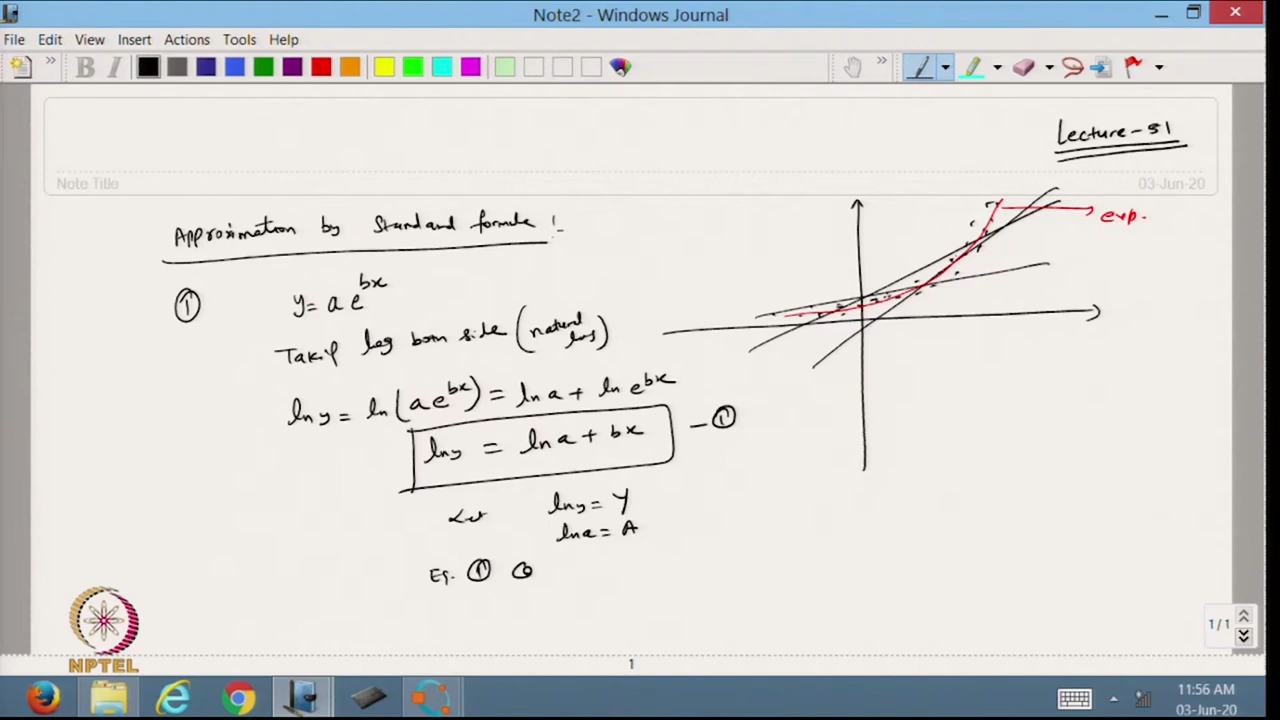 Note2 - Windows Journal
File Edit View Insert Actions Tools Help
B I
Lecture-51
Note Title
03-Jun-20
Approximation by Standard formula :-
exp.
① y = a e^{bx}
Taking log both side (natural log)
ln y = ln(a e^{bx}) = ln a + ln e^{bx}
ln y = ln a + bx - ①
Let ln y = Y
ln a = A
Eq. ①
1 / 1
NPTEL
1
11:56 AM
03-Jun-20